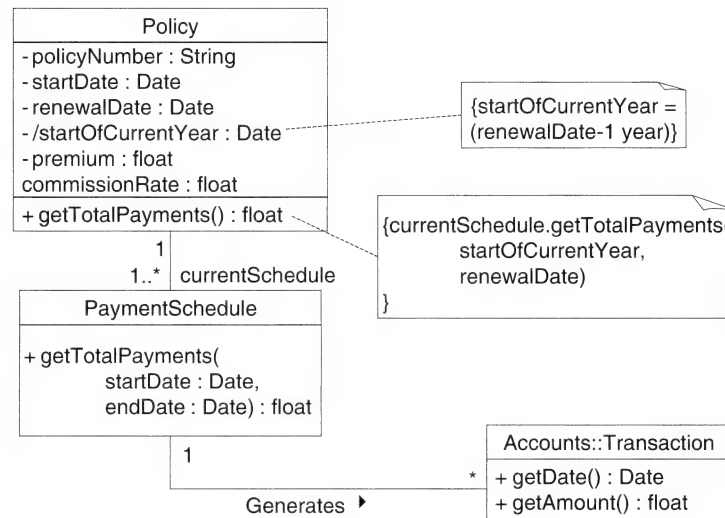 Policy
- policyNumber : String
- startDate : Date
- renewalDate : Date
- /startOfCurrentYear : Date
- premium : float
commissionRate : float
+ getTotalPayments() : float
{startOfCurrentYear =
(renewalDate-1 year)}
{currentSchedule.getTotalPayments(
startOfCurrentYear,
renewalDate)
}
1
1..* currentSchedule
PaymentSchedule
+ getTotalPayments(
startDate : Date,
endDate : Date) : float
1
*
Generates
Accounts::Transaction
+ getDate() : Date
+ getAmount() : float